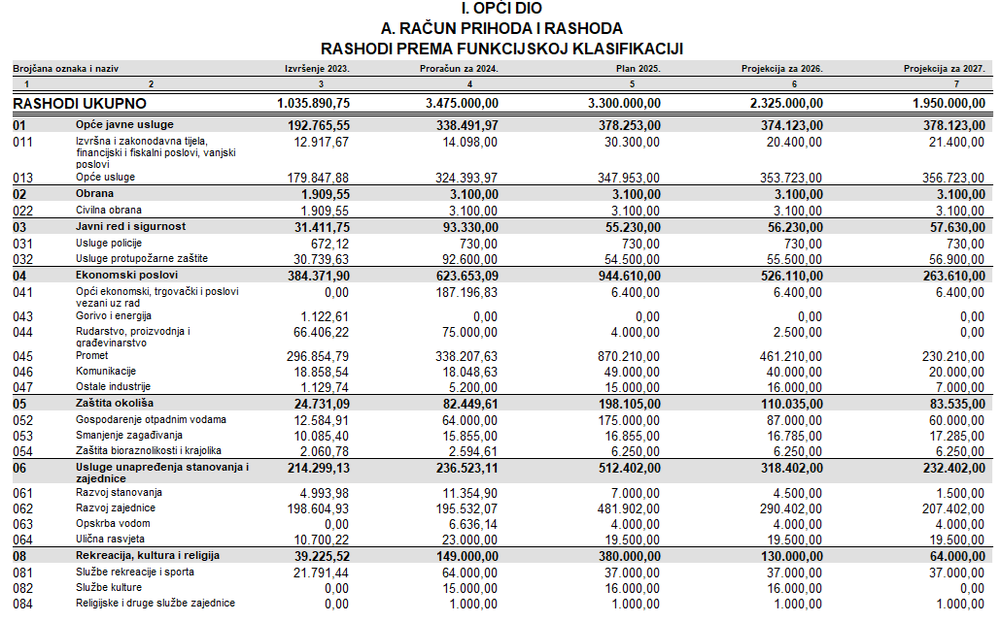 I. OPĆI DIO
A. RAČUN PRIHODA I RASHODA
RASHODI PREMA FUNKCIJSKOJ KLASIFIKACIJI
Brojčana oznaka i naziv Izvršenje 2023. Proračun za 2024. Plan 2025. Projekcija za 2026. Projekcija za 2027.
1 2 3 4 5 6 7
RASHODI UKUPNO 1.035.890,75 3.475.000,00 3.300.000,00 2.325.000,00 1.950.000,00
01 Opće javne usluge 192.765,55 338.491,97 378.253,00 374.123,00 378.123,00
011 Izvršna i zakonodavna tijela, 12.917,67 14.098,00 30.300,00 20.400,00 21.400,00
financijski i fiskalni poslovi, vanjski
poslovi
013 Opće usluge 179.847,88 324.393,97 347.953,00 353.723,00 356.723,00
02 Obrana 1.909,55 3.100,00 3.100,00 3.100,00 3.100,00
022 Civilna obrana 1.909,55 3.100,00 3.100,00 3.100,00 3.100,00
03 Javni red i sigurnost 31.411,75 93.330,00 55.230,00 56.230,00 57.630,00
031 Usluge policije 672,12 730,00 730,00 730,00 730,00
032 Usluge protupožarne zaštite 30.739,63 92.600,00 54.500,00 55.500,00 56.900,00
04 Ekonomski poslovi 384.371,90 623.653,09 944.610,00 526.110,00 263.610,00
041 Opći ekonomski, trgovački i poslovi 0,00 187.196,83 6.400,00 6.400,00 6.400,00
vezani uz rad
043 Gorivo i energija 1.122,61 0,00 0,00 0,00 0,00
044 Rudarstvo, proizvodnja i 66.406,22 75.000,00 4.000,00 2.500,00 0,00
građevinarstvo
045 Promet 296.854,79 338.207,63 870.210,00 461.210,00 230.210,00
046 Komunikacije 18.858,54 18.048,63 49.000,00 40.000,00 20.000,00
047 Ostale industrije 1.129,74 5.200,00 15.000,00 16.000,00 7.000,00
05 Zaštita okoliša 24.731,09 82.449,61 198.105,00 110.035,00 83.535,00
052 Gospodarenje otpadnim vodama 12.584,91 64.000,00 175.000,00 87.000,00 60.000,00
053 Smanjenje zagađivanja 10.085,40 15.855,00 16.855,00 16.785,00 17.285,00
054 Zaštita bioraznolikosti i krajolika 2.060,78 2.594,61 6.250,00 6.250,00 6.250,00
06 Usluge unapređenja stanovanja i 214.299,13 236.523,11 512.402,00 318.402,00 232.402,00
zajednice
061 Razvoj stanovanja 4.993,98 11.354,90 7.000,00 4.500,00 1.500,00
062 Razvoj zajednice 198.604,93 195.532,07 481.902,00 290.402,00 207.402,00
063 Opskrba vodom 0,00 6.636,14 4.000,00 4.000,00 4.000,00
064 Ulična rasvjeta 10.700,22 23.000,00 19.500,00 19.500,00 19.500,00
08 Rekreacija, kultura i religija 39.225,52 149.000,00 380.000,00 130.000,00 64.000,00
081 Službe rekreacije i sporta 21.791,44 64.000,00 37.000,00 37.000,00 37.000,00
082 Službe kulture 0,00 15.000,00 16.000,00 16.000,00 0,00
084 Religijske i druge službe zajednice 0,00 1.000,00 1.000,00 1.000,00 1.000,00